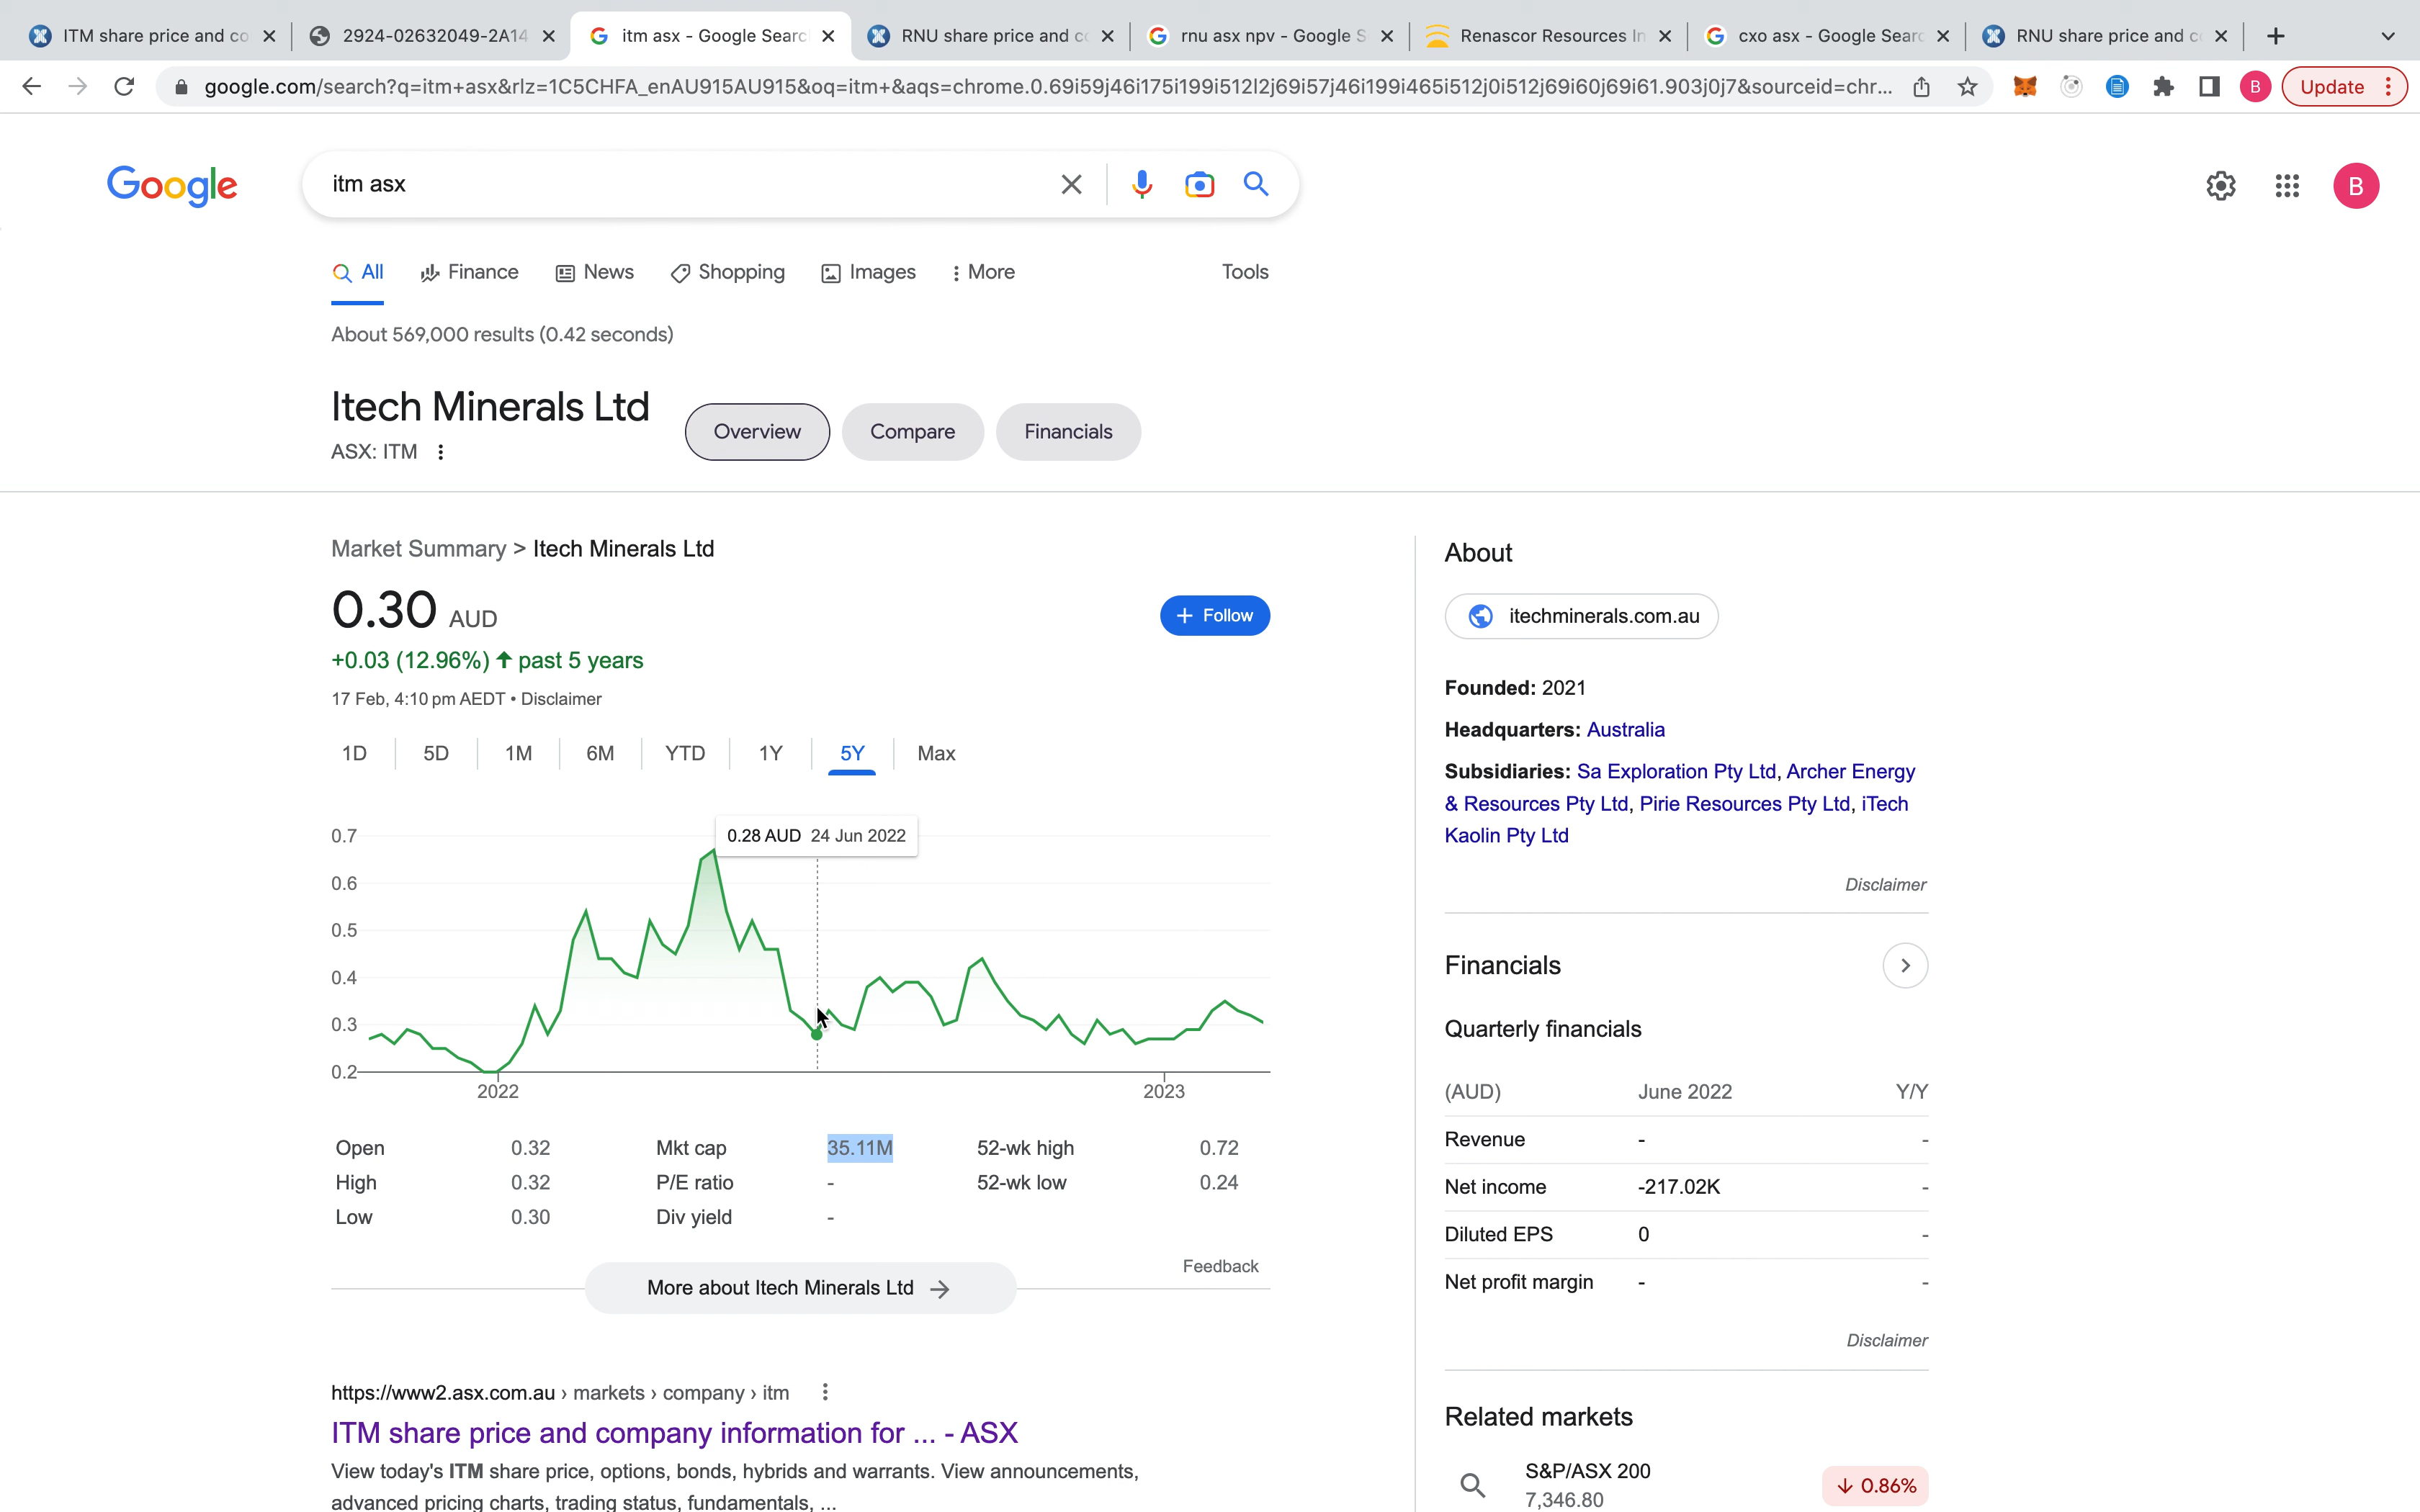 ITM share price and co
2924-02632049-2A14
itm asx - Google Searc
RNU share price and co
rnu asx npv - Google S
Renascor Resources In
cxo asx - Google Searc
RNU share price and co
google.com/search?q=itm+asx&rlz=1C5CHFA_enAU915AU915&oq=itm+&aqs=chrome.0.69i59j46i175i199i512l2j69i57j46i199i465i512j0i512j69i60j69i61.903j0j7&sourceid=chr...
B
Update
Google
itm asx
B
All
Finance
News
Shopping
Images
More
Tools
About 569,000 results (0.42 seconds)
Itech Minerals Ltd
ASX: ITM
Overview
Compare
Financials
Market Summary > Itech Minerals Ltd
0.30 AUD
+ Follow
+0.03 (12.96%) ↑ past 5 years
17 Feb, 4:10 pm AEDT • Disclaimer
1D
5D
1M
6M
YTD
1Y
5Y
Max
0.28 AUD 24 Jun 2022
0.7
0.6
0.5
0.4
0.3
0.2
2022
2023
Open 0.32 Mkt cap 35.11M 52-wk high 0.72
High 0.32 P/E ratio - 52-wk low 0.24
Low 0.30 Div yield -
Feedback
More about Itech Minerals Ltd →
https://www2.asx.com.au › markets › company › itm
ITM share price and company information for ... - ASX
View today's ITM share price, options, bonds, hybrids and warrants. View announcements,
advanced pricing charts, trading status, fundamentals, ...
About
itechminerals.com.au
Founded: 2021
Headquarters: Australia
Subsidiaries: Sa Exploration Pty Ltd, Archer Energy
& Resources Pty Ltd, Pirie Resources Pty Ltd, iTech
Kaolin Pty Ltd
Disclaimer
Financials
Quarterly financials
(AUD) June 2022 Y/Y
Revenue - -
Net income -217.02K -
Diluted EPS 0 -
Net profit margin - -
Disclaimer
Related markets
S&P/ASX 200
7,346.80
↓ 0.86%